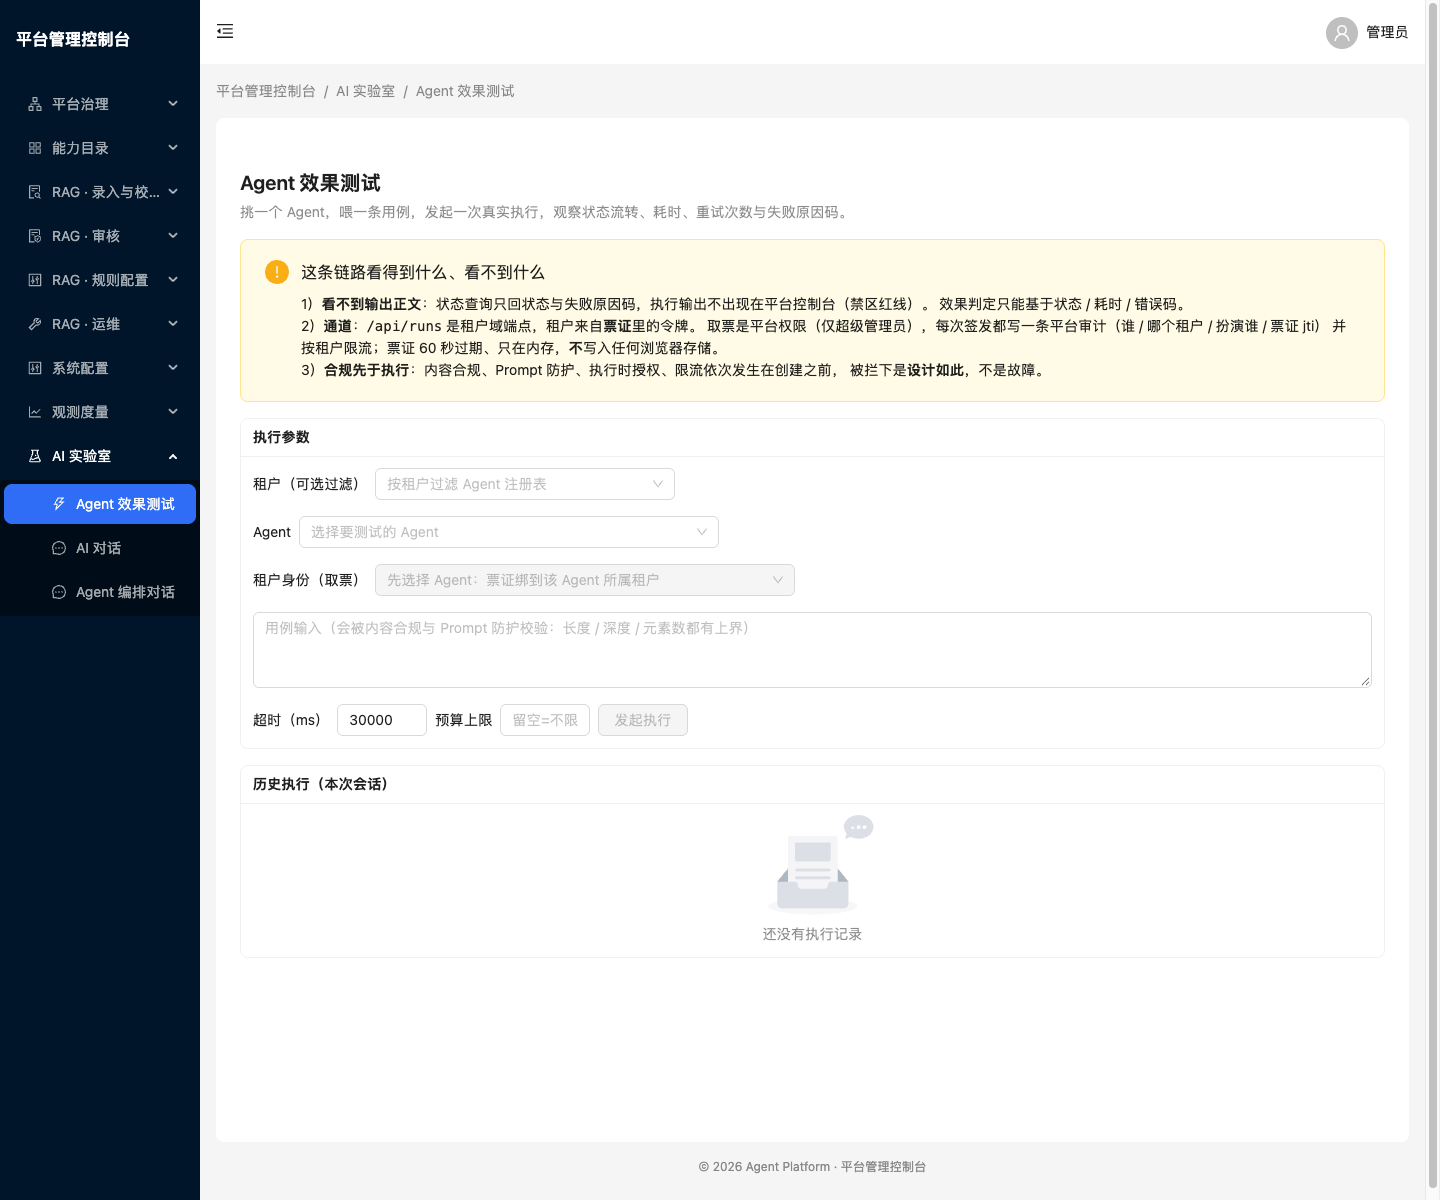 平台管理控制台
管理员
平台治理
能力目录
RAG · 录入与校...
RAG · 审核
RAG · 规则配置
RAG · 运维
系统配置
观测度量
AI 实验室
Agent 效果测试
AI 对话
Agent 编排对话
平台管理控制台 / AI 实验室 / Agent 效果测试
Agent 效果测试
挑一个 Agent，喂一条用例，发起一次真实执行，观察状态流转、耗时、重试次数与失败原因码。
这条链路看得到什么、看不到什么
1）看不到输出正文：状态查询只回状态与失败原因码，执行输出不出现在平台控制台（禁区红线）。 效果判定只能基于状态 / 耗时 / 错误码。
2）通道：/api/runs 是租户域端点，租户来自票证里的令牌。 取票是平台权限（仅超级管理员），每次签发都写一条平台审计（谁 / 哪个租户 / 扮演谁 / 票证 jti） 并
按租户限流；票证 60 秒过期、只在内存，不写入任何浏览器存储。
3）合规先于执行：内容合规、Prompt 防护、执行时授权、限流依次发生在创建之前， 被拦下是设计如此，不是故障。
执行参数
租户（可选过滤） 按租户过滤 Agent 注册表
Agent 选择要测试的 Agent
租户身份（取票） 先选择 Agent：票证绑到该 Agent 所属租户
用例输入（会被内容合规与 Prompt 防护校验：长度 / 深度 / 元素数都有上界）
超时（ms） 30000 预算上限 留空=不限 发起执行
历史执行（本次会话）
还没有执行记录
© 2026 Agent Platform · 平台管理控制台